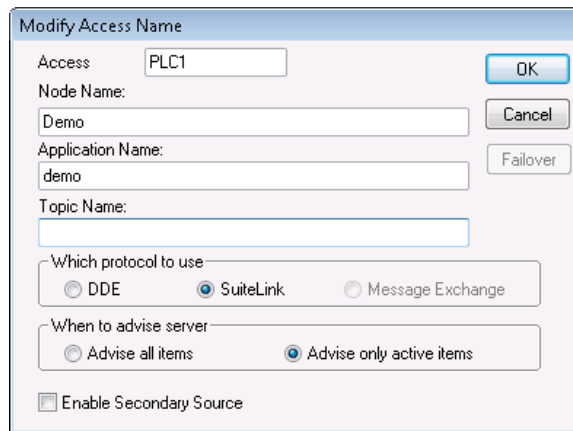 Modify Access Name
Access PLC1
OK
Node Name:
Demo
Cancel
Application Name:
demo
Failover
Topic Name:
Which protocol to use
DDE SuiteLink Message Exchange
When to advise server
Advise all items Advise only active items
Enable Secondary Source